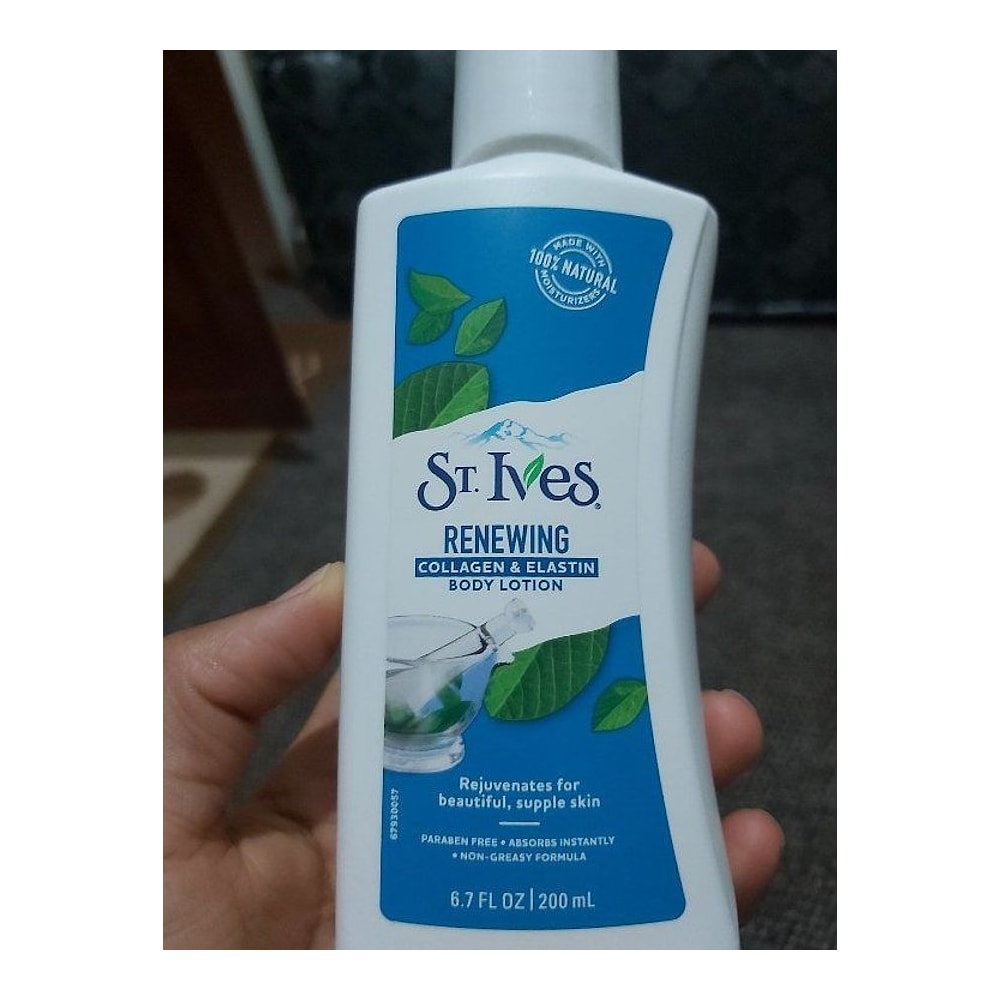 MADE WITH
100% NATURAL
MOISTURIZERS
ST. IVES®
RENEWING
COLLAGEN & ELASTIN
BODY LOTION
Rejuvenates for
beautiful, supple skin
67930057
PARABEN FREE • ABSORBS INSTANTLY
• NON-GREASY FORMULA
6.7 FL OZ | 200 mL